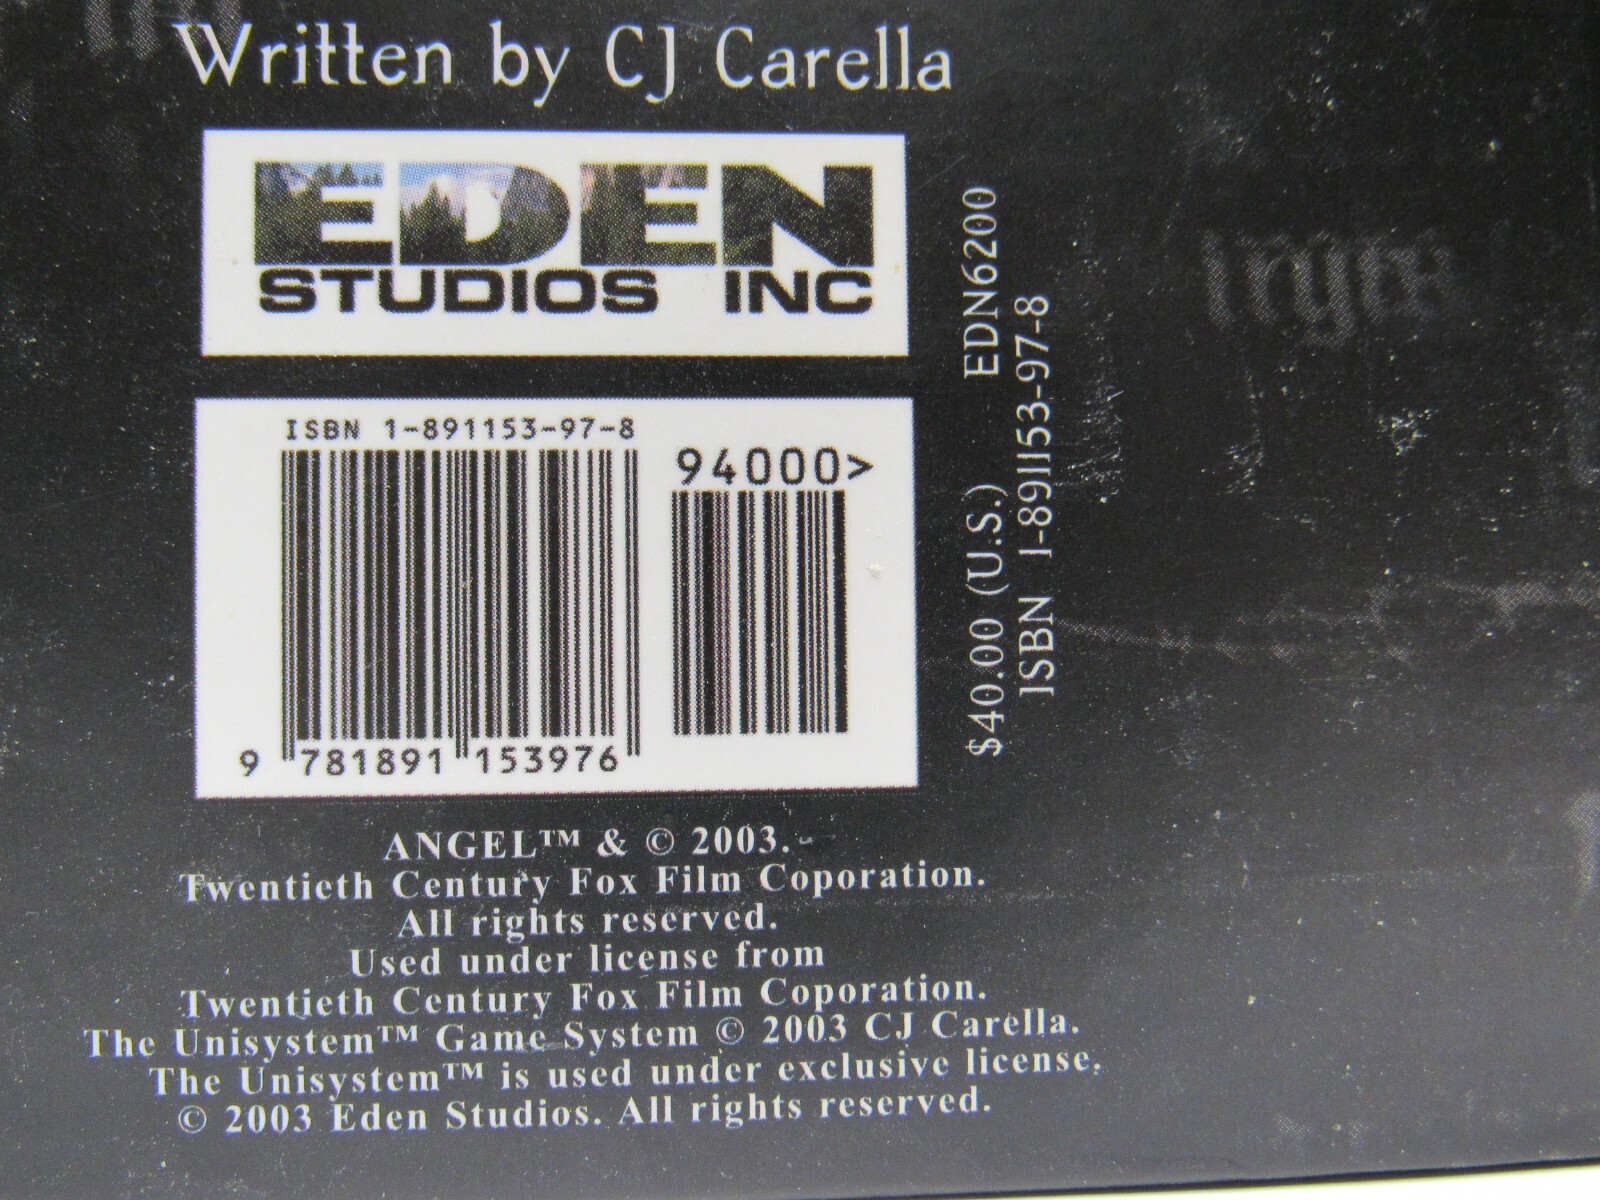 Written by CJ Carella
EDEN
STUDIOS INC
EDN6200
$40.00 (U.S.)
ISBN 1-891153-97-8
ISBN 1-891153-97-8
94000>
9 781891 153976
ANGEL™ & © 2003.
Twentieth Century Fox Film Coporation.
All rights reserved.
Used under license from
Twentieth Century Fox Film Coporation.
The Unisystem™ Game System © 2003 CJ Carella.
The Unisystem™ is used under exclusive license.
© 2003 Eden Studios. All rights reserved.